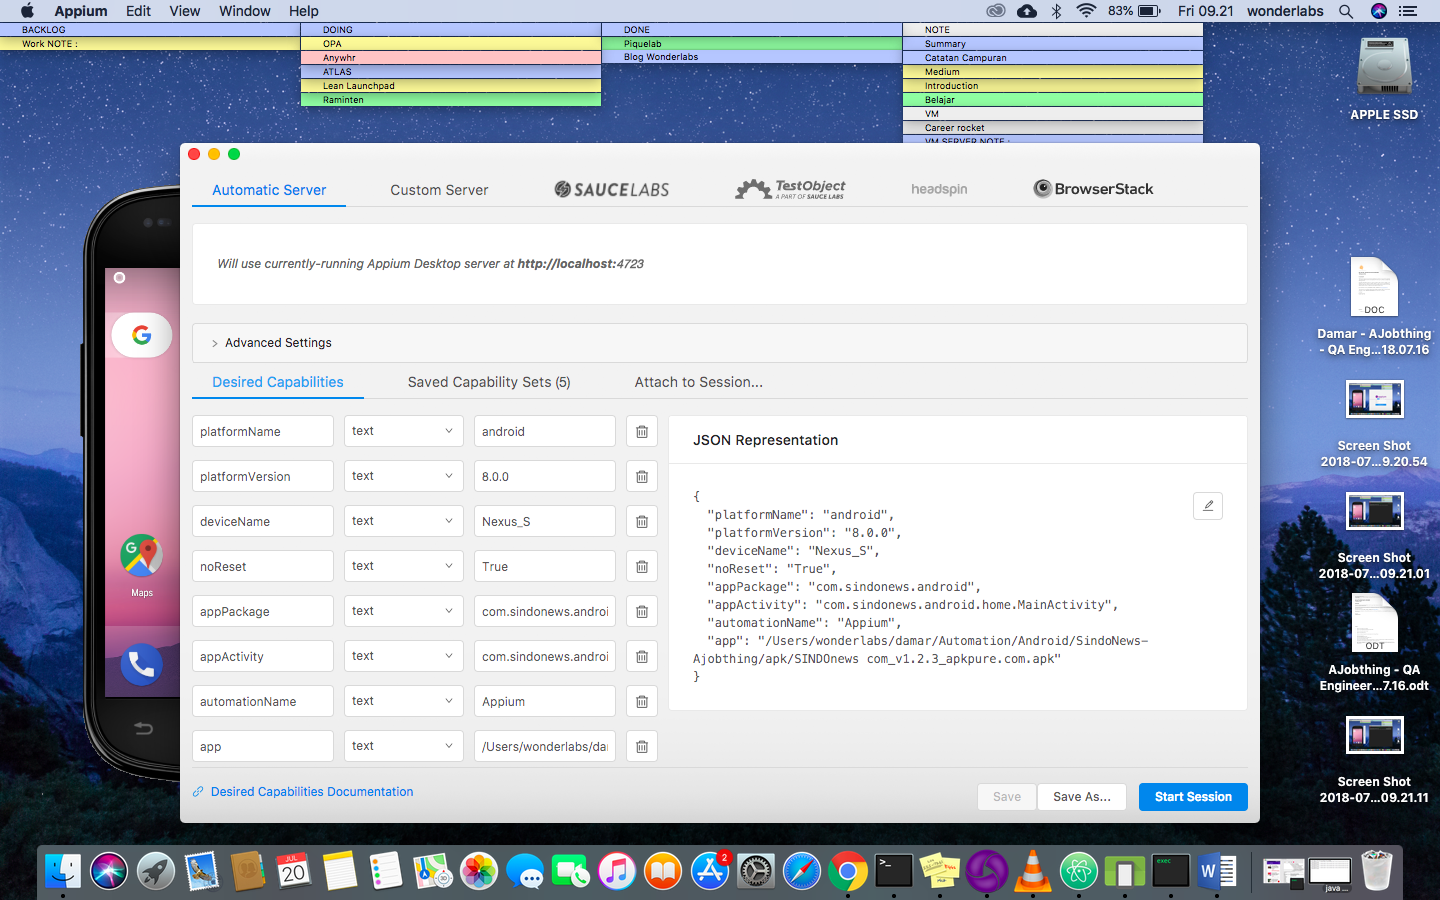 Appium Edit View Window Help 83% Fri 09.21 wonderlabs
BACKLOG
Work NOTE :
DOING
OPA
Anywhr
ATLAS
Lean Launchpad
Raminten
DONE
Piquelab
Blog Wonderlabs
NOTE
Summary
Catatan Campuran
Medium
Introduction
Belajar
VM
Career rocket
VM SERVER NOTE :
APPLE SSD
Automatic Server
Custom Server
SAUCELABS
TestObject
A PART OF SAUCE LABS
headspin
BrowserStack
Will use currently-running Appium Desktop server at http://localhost:4723
Advanced Settings
Desired Capabilities
Saved Capability Sets (5)
Attach to Session...
platformName text android
platformVersion text 8.0.0
deviceName text Nexus_S
noReset text True
appPackage text com.sindonews.androi
appActivity text com.sindonews.androi
automationName text Appium
app text /Users/wonderlabs/dar
JSON Representation
{
"platformName": "android",
"platformVersion": "8.0.0",
"deviceName": "Nexus_S",
"noReset": "True",
"appPackage": "com.sindonews.android",
"appActivity": "com.sindonews.android.home.MainActivity",
"automationName": "Appium",
"app": "/Users/wonderlabs/damar/Automation/Android/SindoNews-
Ajobthing/apk/SINDOnews com_v1.2.3_apkpure.com.apk"
}
Desired Capabilities Documentation
Save
Save As...
Start Session
G
Maps
DOC
Damar - AJobthing
- QA Eng...18.07.16
Screen Shot
2018-07...9.20.54
Screen Shot
2018-07...09.21.01
ODT
AJobthing - QA
Engineer...7.16.odt
Screen Shot
2018-07...09.21.11
JUL
20
2
exec
W
java ...